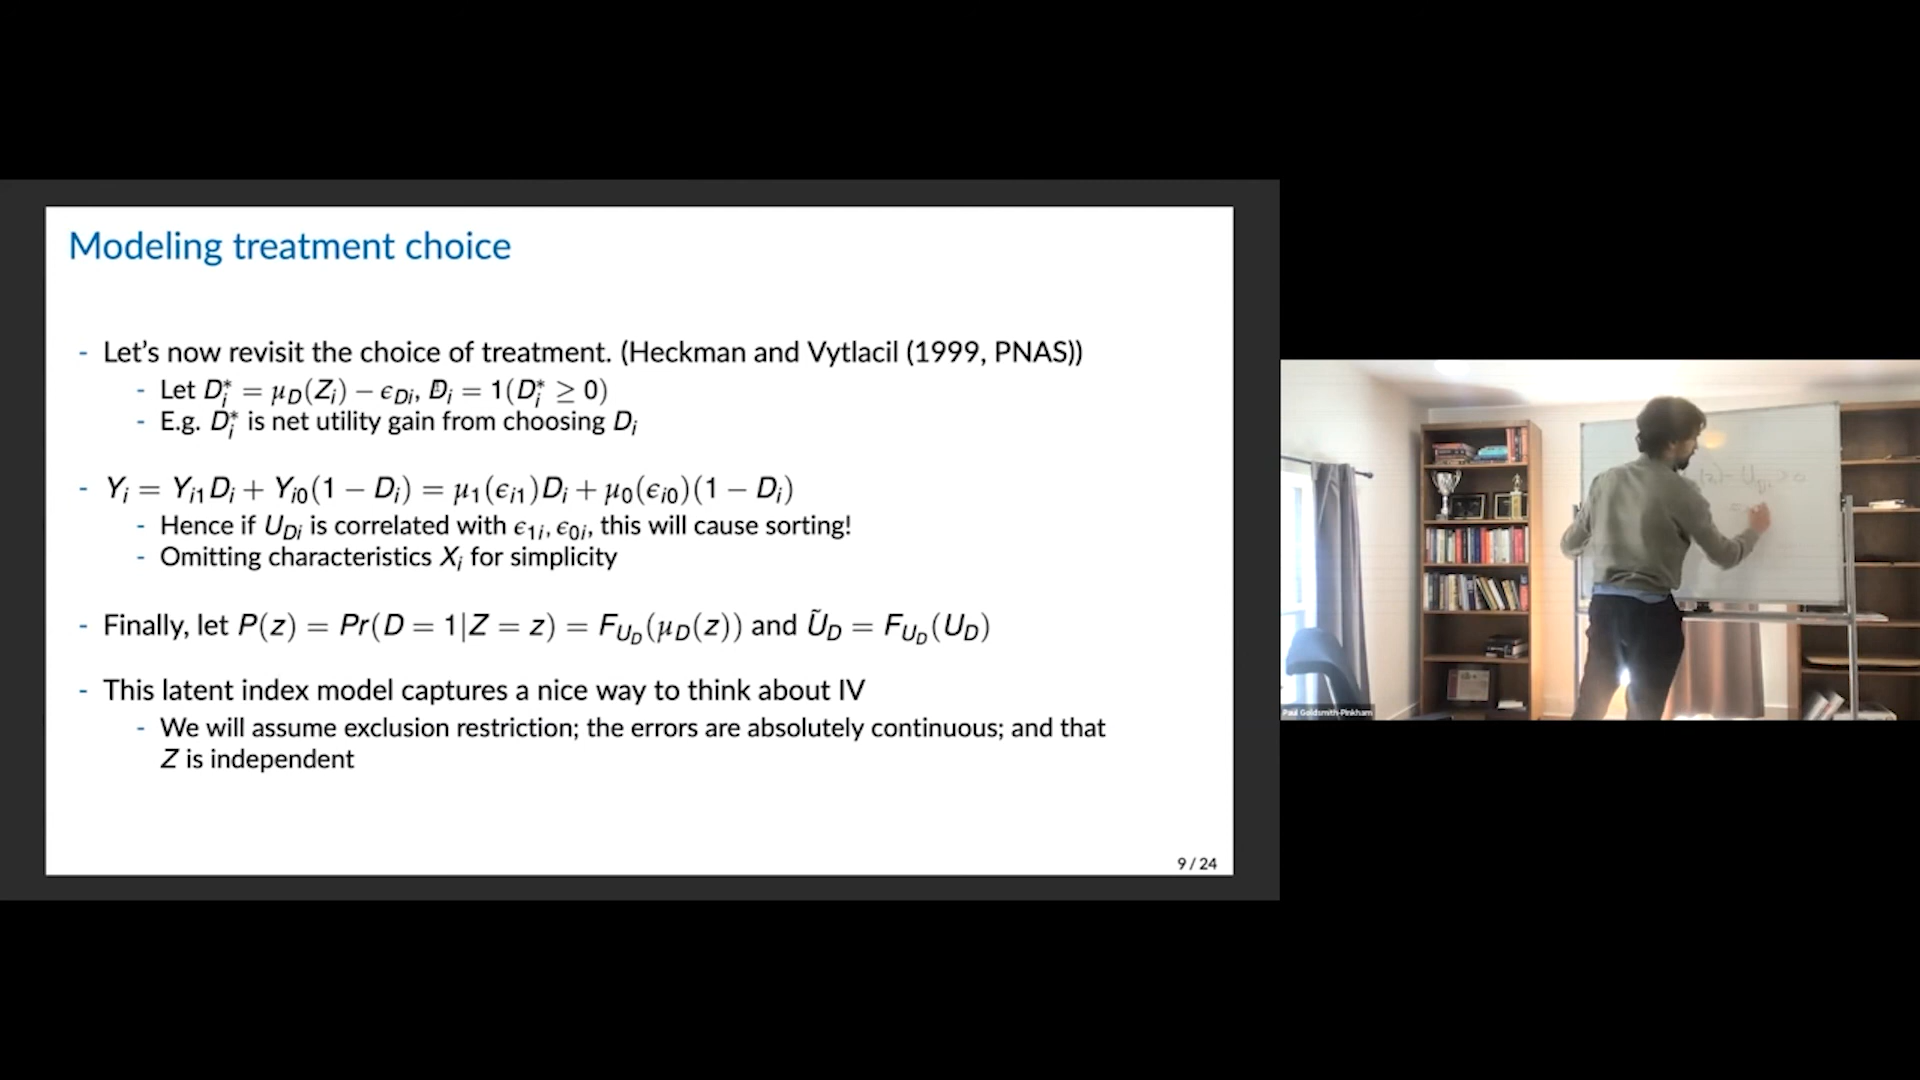 Modeling treatment choice
- Let's now revisit the choice of treatment. (Heckman and Vytlacil (1999, PNAS))
- Let D*ᵢ = μ_D(Zᵢ) − ϵ_Di, Dᵢ = 1(D*ᵢ ≥ 0)
- E.g. D*ᵢ is net utility gain from choosing Dᵢ
- Yᵢ = Yᵢ₁Dᵢ + Yᵢ₀(1 − Dᵢ) = μ₁(ϵᵢ₁)Dᵢ + μ₀(ϵᵢ₀)(1 − Dᵢ)
- Hence if U_Di is correlated with ϵ₁ᵢ, ϵ₀ᵢ, this will cause sorting!
- Omitting characteristics Xᵢ for simplicity
- Finally, let P(z) = Pr(D = 1|Z = z) = F_{U_D}(μ_D(z)) and Ũ_D = F_{U_D}(U_D)
- This latent index model captures a nice way to think about IV
- We will assume exclusion restriction; the errors are absolutely continuous; and that
Z is independent
9 / 24
Paul Goldsmith-Pinkham